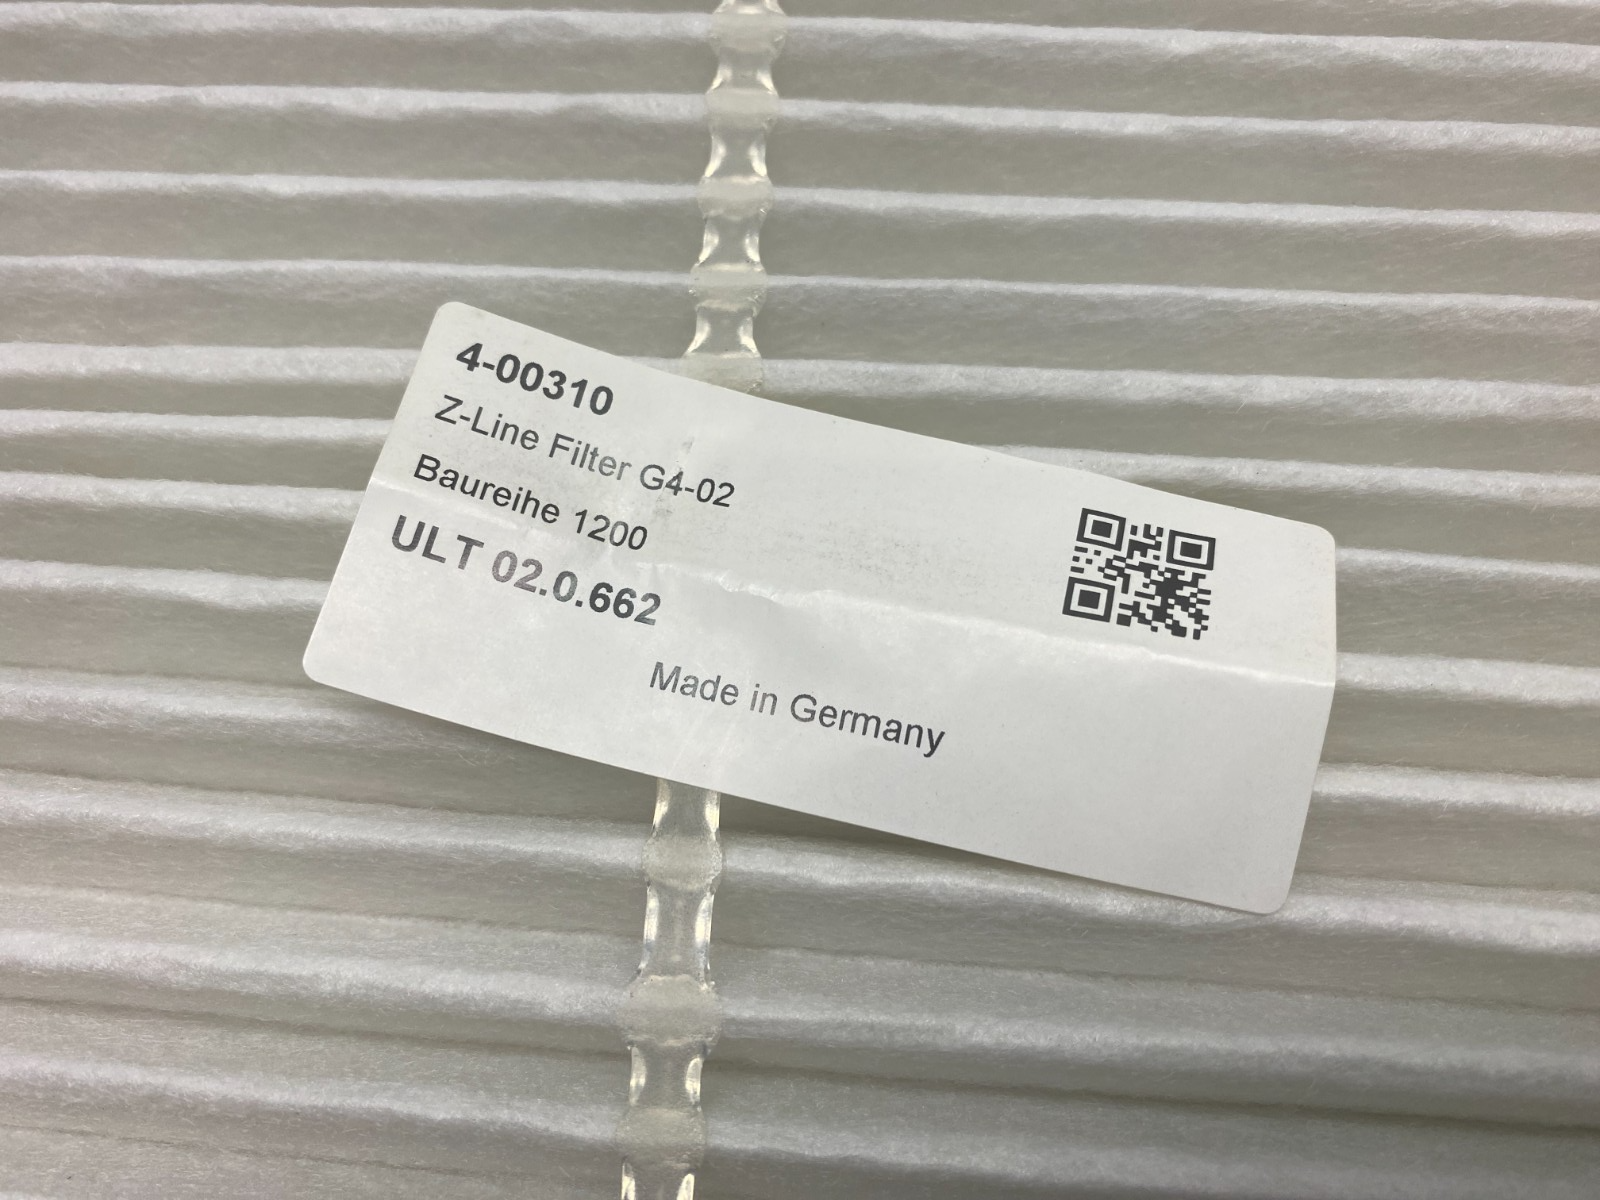 4-00310
Z-Line Filter G4-02
Baureihe 1200
ULT 02.0.662
Made in Germany